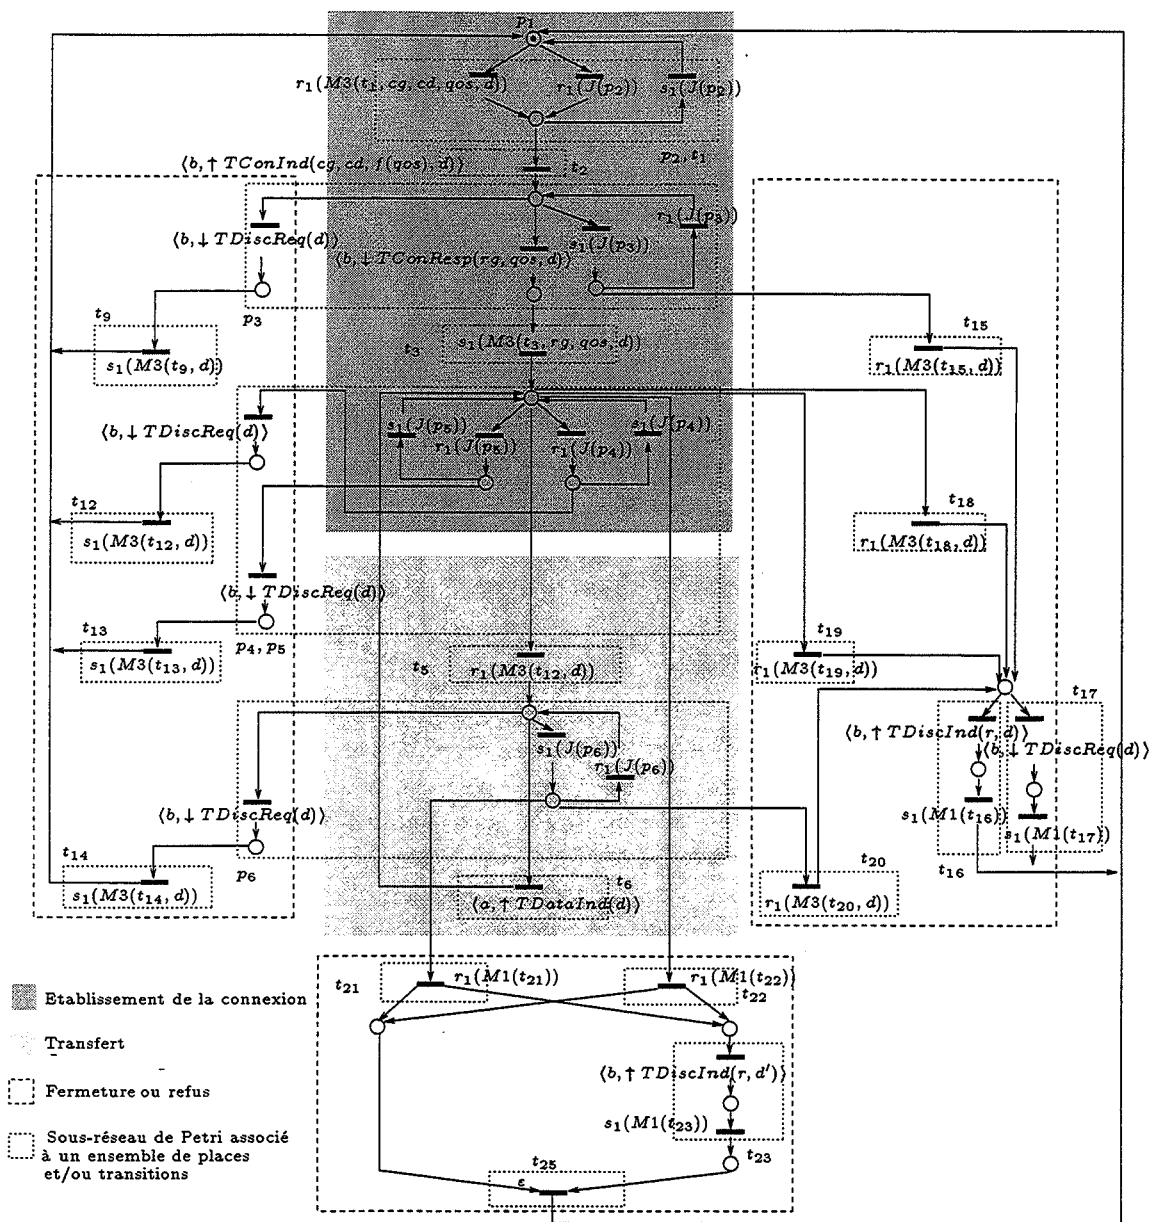 p1
r1(M3(t1, cg, cd, qos, d))
r1(J(p2))
s1(J(p2))
p2, t1
⟨b, ↑ TConInd(cg, cd, f(qos), d)⟩
t2
r1(J(p3))
⟨b, ↓ TDiscReq(d)⟩
s1(J(p3))
⟨b, ↓ TConResp(rg, qos, d)⟩
p3
t9
s1(M3(t9, d))
t3
s1(M3(t3, rg, qos, d))
t15
r1(M3(t15, d))
⟨b, ↓ TDiscReq(d)⟩
s1(J(p5))
r1(J(p5))
r1(J(p4))
s1(J(p4))
t12
s1(M3(t12, d))
t18
r1(M3(t18, d))
⟨b, ↓ TDiscReq(d)⟩
t13
s1(M3(t13, d))
p4, p5
t5
r1(M3(t12, d))
t19
r1(M3(t19, d))
t17
⟨b, ↑ TDiscInd(r, d)⟩
⟨b, ↓ TDiscReq(d)⟩
s1(J(p6))
r1(J(p6))
⟨b, ↓ TDiscReq(d)⟩
s1(M1(t16))
s1(M1(t17))
t14
s1(M3(t14, d))
p6
t6
⟨a, ↑ TDataInd(d)⟩
t20
r1(M3(t20, d))
t16
t21
r1(M1(t21))
r1(M1(t22))
t22
⟨b, ↑ TDiscInd(r, d')⟩
s1(M1(t23))
t23
t25
ε
Etablissement de la connexion
Transfert
Fermeture ou refus
Sous-réseau de Petri associé
à un ensemble de places
et/ou transitions